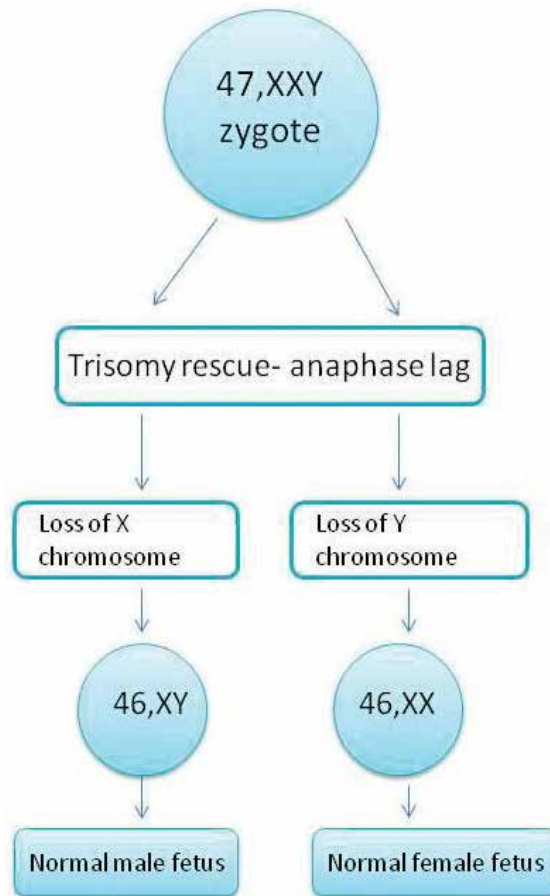 47,XXY
zygote
Trisomy rescue- anaphase lag
Loss of X
chromosome
Loss of Y
chromosome
46,XY
46,XX
Normal male fetus
Normal female fetus